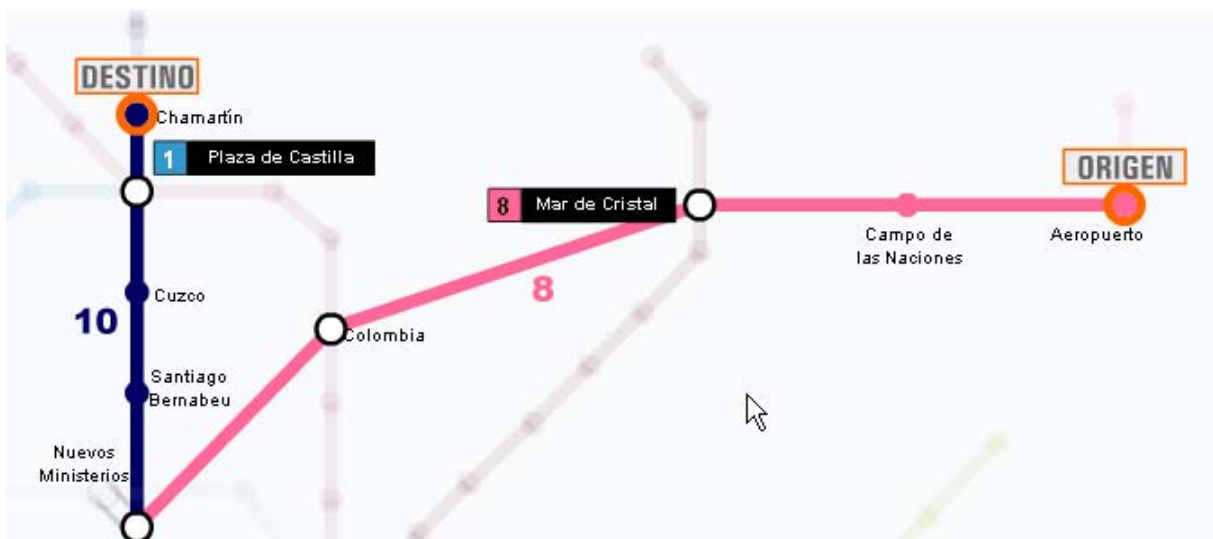 DESTINO
Chamartín
1 Plaza de Castilla
ORIGEN
8 Mar de Cristal
Campo de
las Naciones
Aeropuerto
Cuzco
8
10
Colombia
Santiago
Bernabeu
Nuevos
Ministerios